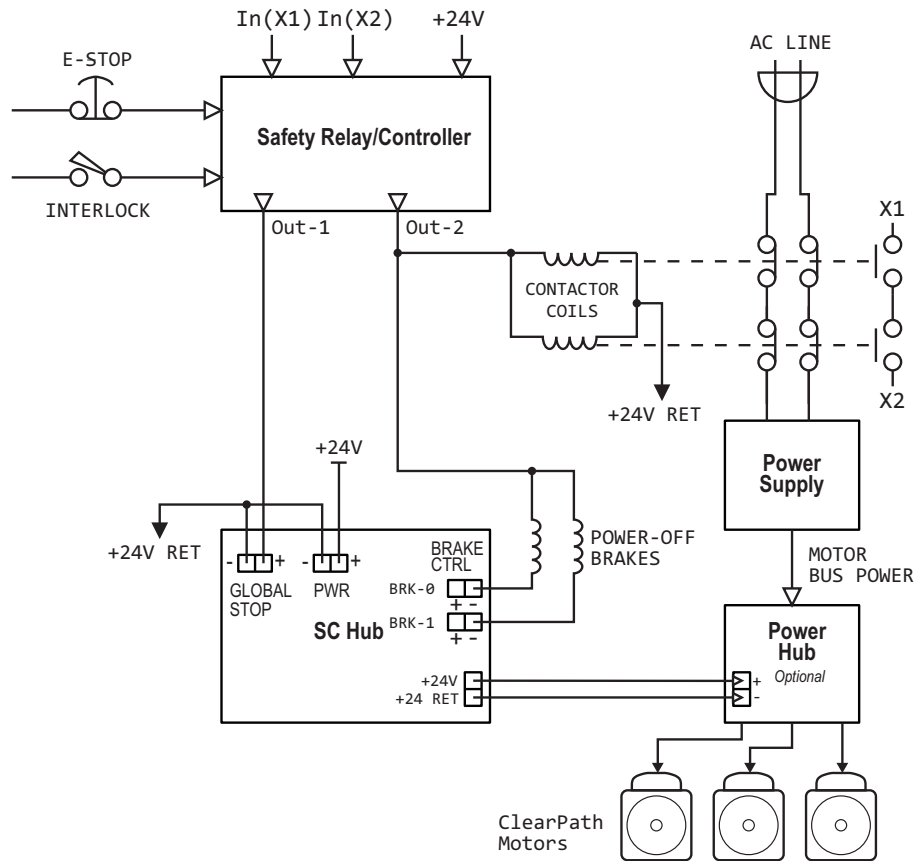 In(X1) In(X2) +24V
AC LINE
E-STOP
Safety Relay/Controller
INTERLOCK
Out-1
Out-2
X1
CONTACTOR
COILS
X2
+24V RET
+24V
Power
Supply
+24V RET
POWER-OFF
BRAKES
BRAKE
CTRL
- + - +
GLOBAL
STOP
PWR
BRK-0
+ -
BRK-1
+ -
SC Hub
MOTOR
BUS POWER
Power
Hub
Optional
+24V
+24 RET
+
-
ClearPath
Motors